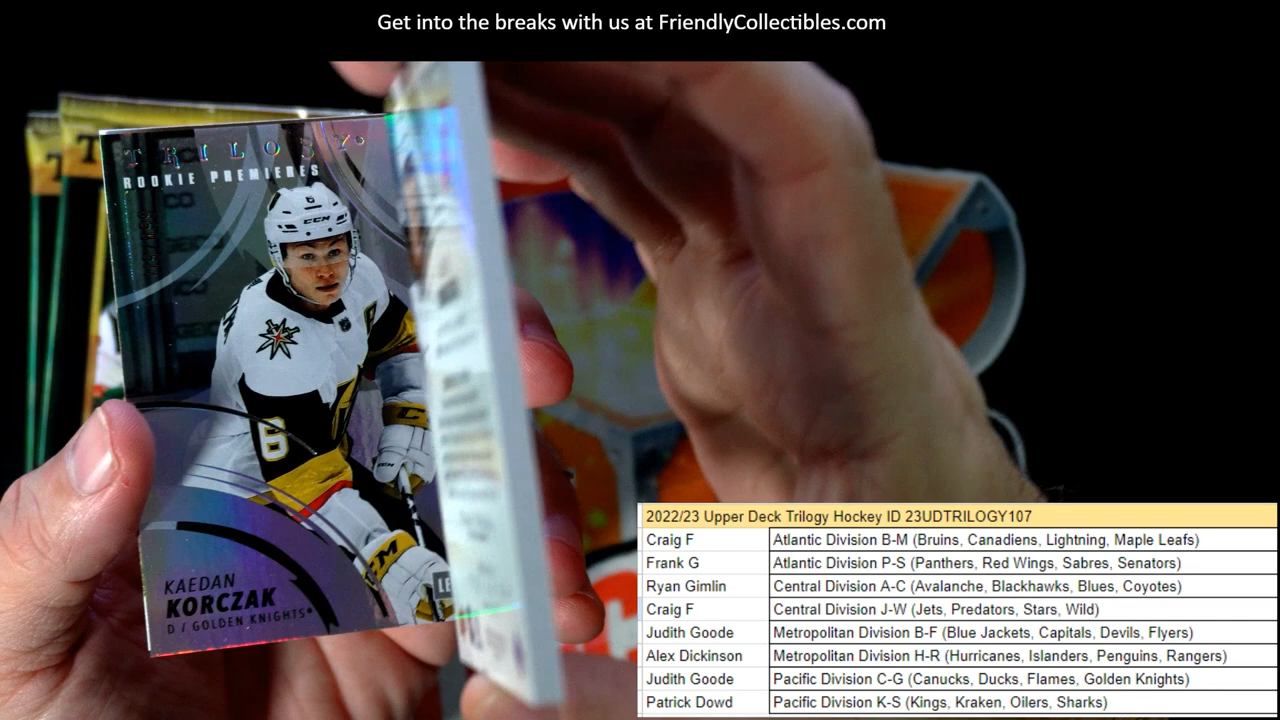 Get into the breaks with us at FriendlyCollectibles.com
TRILOGY
ROOKIE PREMIERES
6
CCM
6
KAEDAN
KORCZAK
D / GOLDEN KNIGHTS
2022/23 Upper Deck Trilogy Hockey ID 23UDTRILOGY107
Craig F Atlantic Division B-M (Bruins, Canadiens, Lightning, Maple Leafs)
Frank G Atlantic Division P-S (Panthers, Red Wings, Sabres, Senators)
Ryan Gimlin Central Division A-C (Avalanche, Blackhawks, Blues, Coyotes)
Craig F Central Division J-W (Jets, Predators, Stars, Wild)
Judith Goode Metropolitan Division B-F (Blue Jackets, Capitals, Devils, Flyers)
Alex Dickinson Metropolitan Division H-R (Hurricanes, Islanders, Penguins, Rangers)
Judith Goode Pacific Division C-G (Canucks, Ducks, Flames, Golden Knights)
Patrick Dowd Pacific Division K-S (Kings, Kraken, Oilers, Sharks)